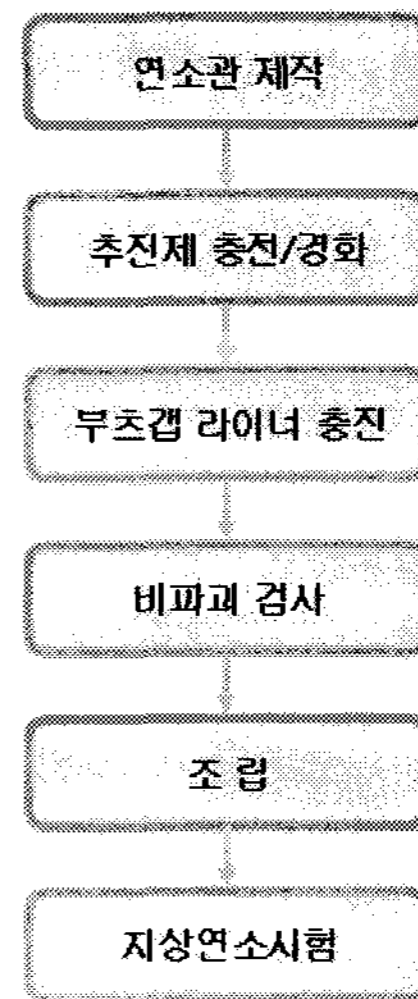 연소관 제작
추진제 충전/경화
부츠갭 라이너 충진
비파괴 검사
조 립
지상연소시험